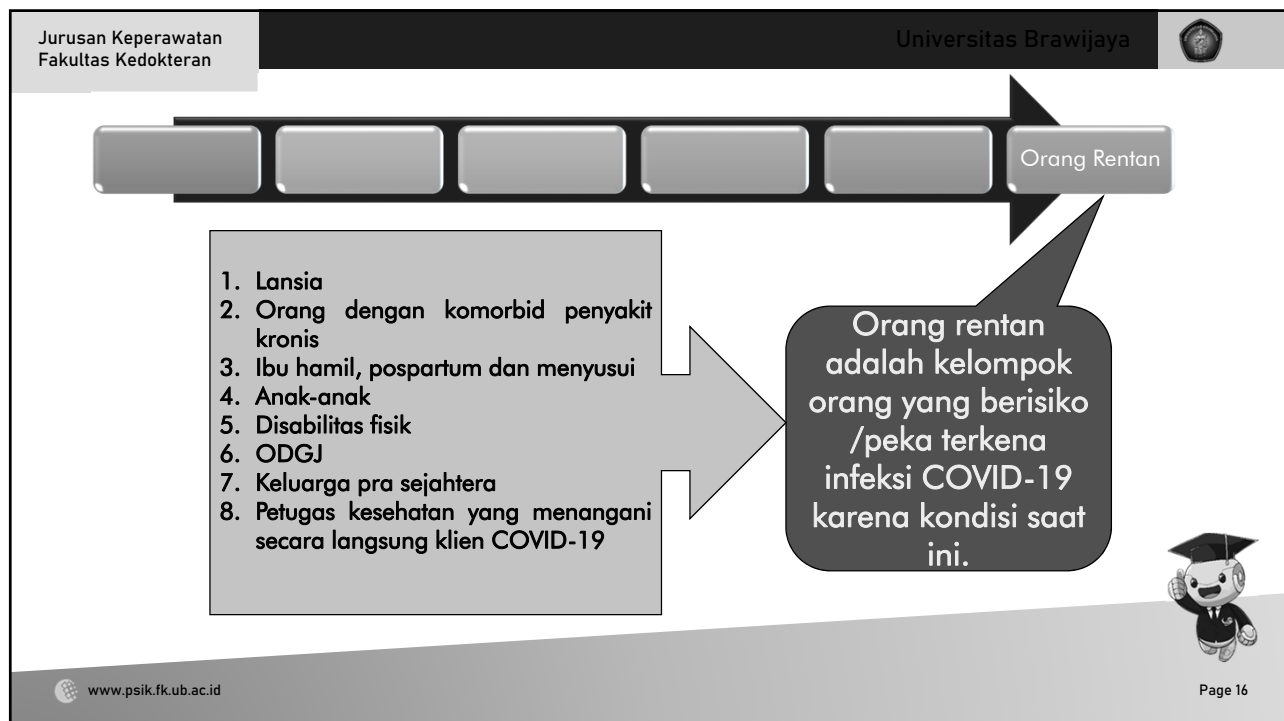 Jurusan Keperawatan
Fakultas Kedokteran
Universitas Brawijaya
Orang Rentan
1. Lansia
2. Orang dengan komorbid penyakit
kronis
3. Ibu hamil, pospartum dan menyusui
4. Anak-anak
5. Disabilitas fisik
6. ODGJ
7. Keluarga pra sejahtera
8. Petugas kesehatan yang menangani
secara langsung klien COVID-19
Orang rentan
adalah kelompok
orang yang berisiko
/peka terkena
infeksi COVID-19
karena kondisi saat
ini.
www.psik.fk.ub.ac.id
Page 16